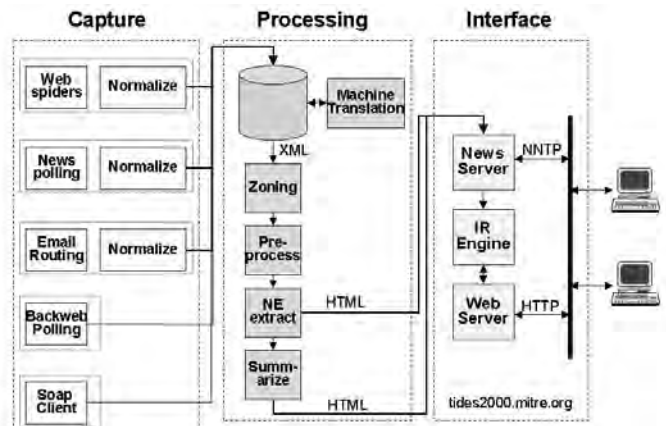 Capture
Processing
Interface
Web
spiders
Normalize
News
polling
Normalize
Email
Routing
Normalize
Backweb
Polling
Soap
Client
Machine
Translation
XML
Zoning
Pre-
process
NE
extract
HTML
Summ-
arize
HTML
News
Server
NNTP
IR
Engine
Web
Server
HTTP
tides2000.mitre.org